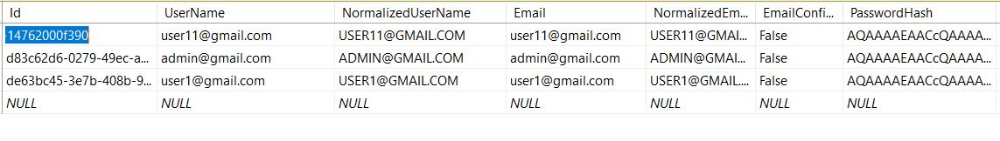 Id UserName NormalizedUserName Email NormalizedEm... EmailConfi... PasswordHash
14762000f390 user11@gmail.com USER11@GMAIL.COM user11@gmail.com USER11@GMAI... False AQAAAAEAACcQAAAA...
d83c62d6-0279-49ec-a... admin@gmail.com ADMIN@GMAIL.COM admin@gmail.com ADMIN@GMAI... False AQAAAAEAACcQAAAA...
de63bc45-3e7b-408b-9... user1@gmail.com USER1@GMAIL.COM user1@gmail.com USER1@GMAIL.... False AQAAAAEAACcQAAAA...
NULL NULL NULL NULL NULL NULL NULL